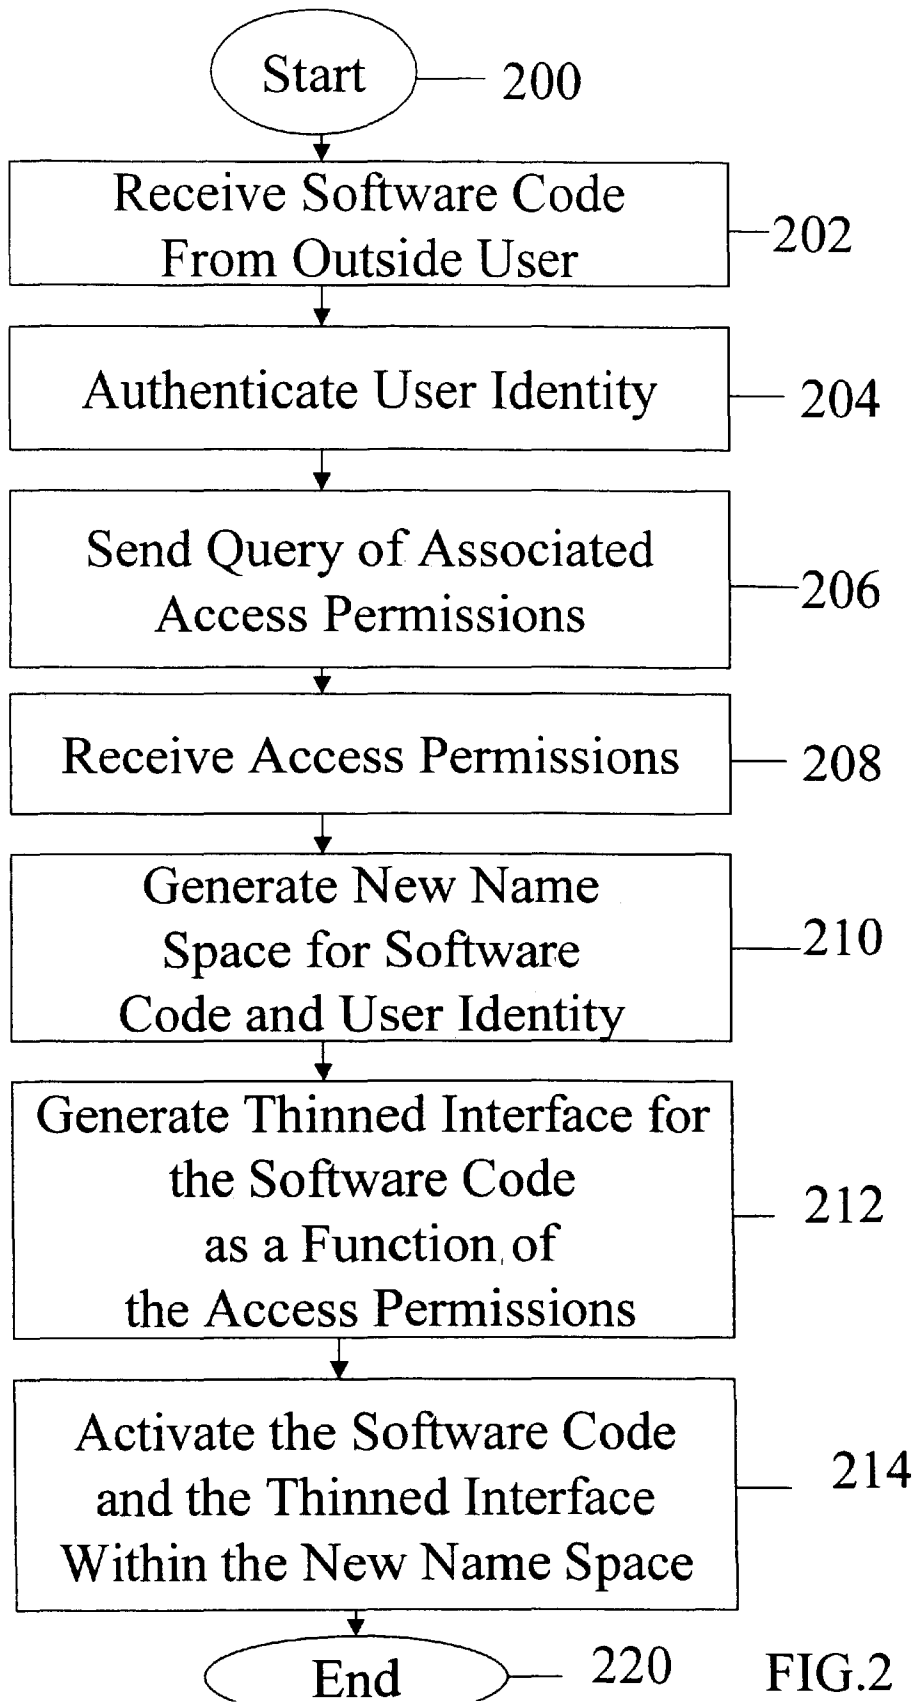 Start
200
Receive Software Code
From Outside User
202
Authenticate User Identity
204
Send Query of Associated
Access Permissions
206
Receive Access Permissions
208
Generate New Name
Space for Software
Code and User Identity
210
Generate Thinned Interface for
the Software Code
as a Function of
the Access Permissions
212
Activate the Software Code
and the Thinned Interface
Within the New Name Space
214
End
220
FIG.2